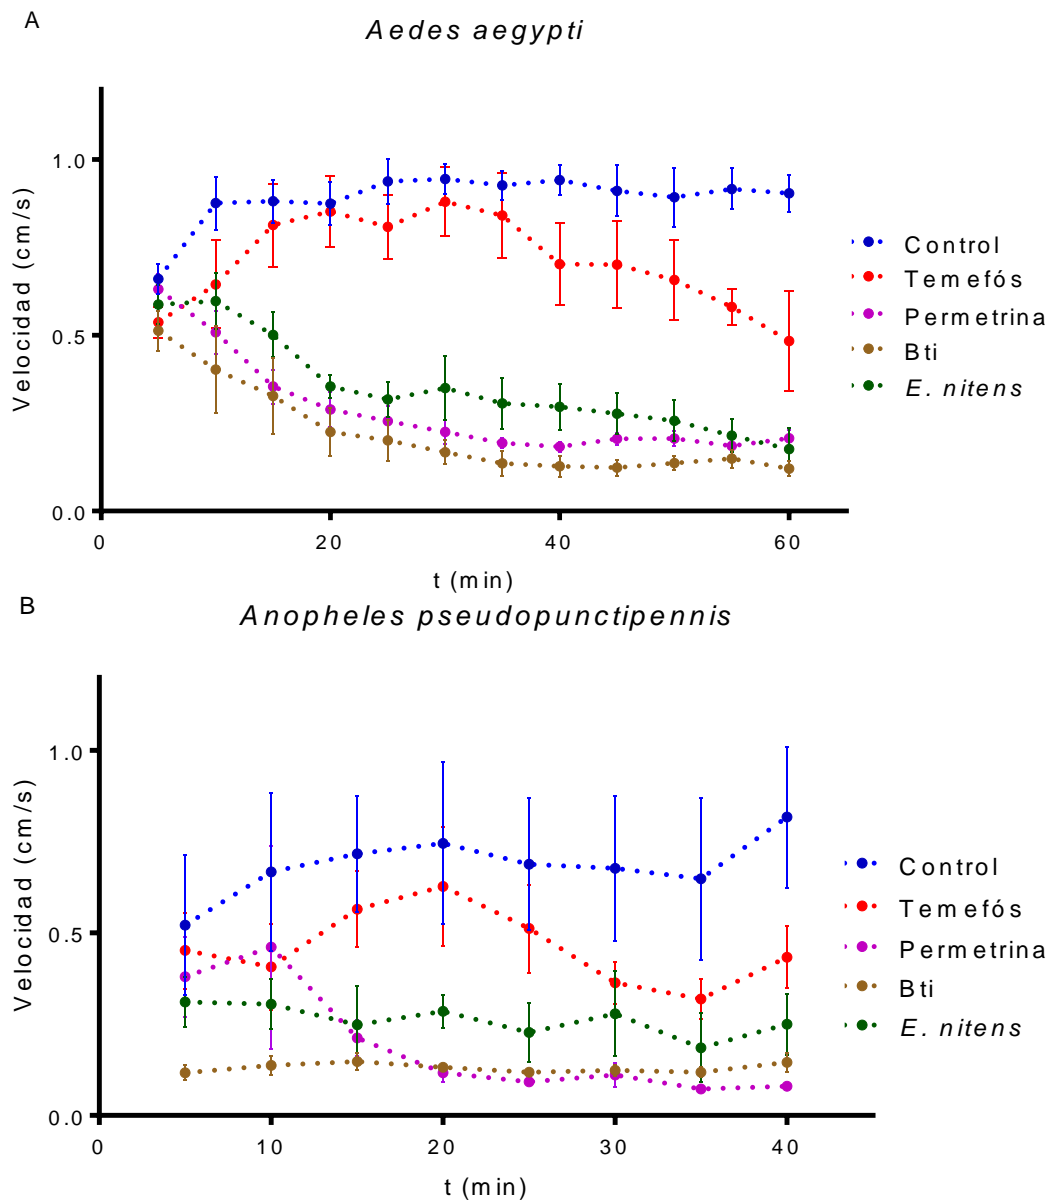 A
Aedes aegypti
Velocidad (cm/s)
1.0
0.5
0.0
0 20 40 60
t (min)
Control
Temefós
Permetrina
Bti
E. nitens
B
Anopheles pseudopunctipennis
Velocidad (cm/s)
1.0
0.5
0.0
0 10 20 30 40
t (min)
Control
Temefós
Permetrina
Bti
E. nitens